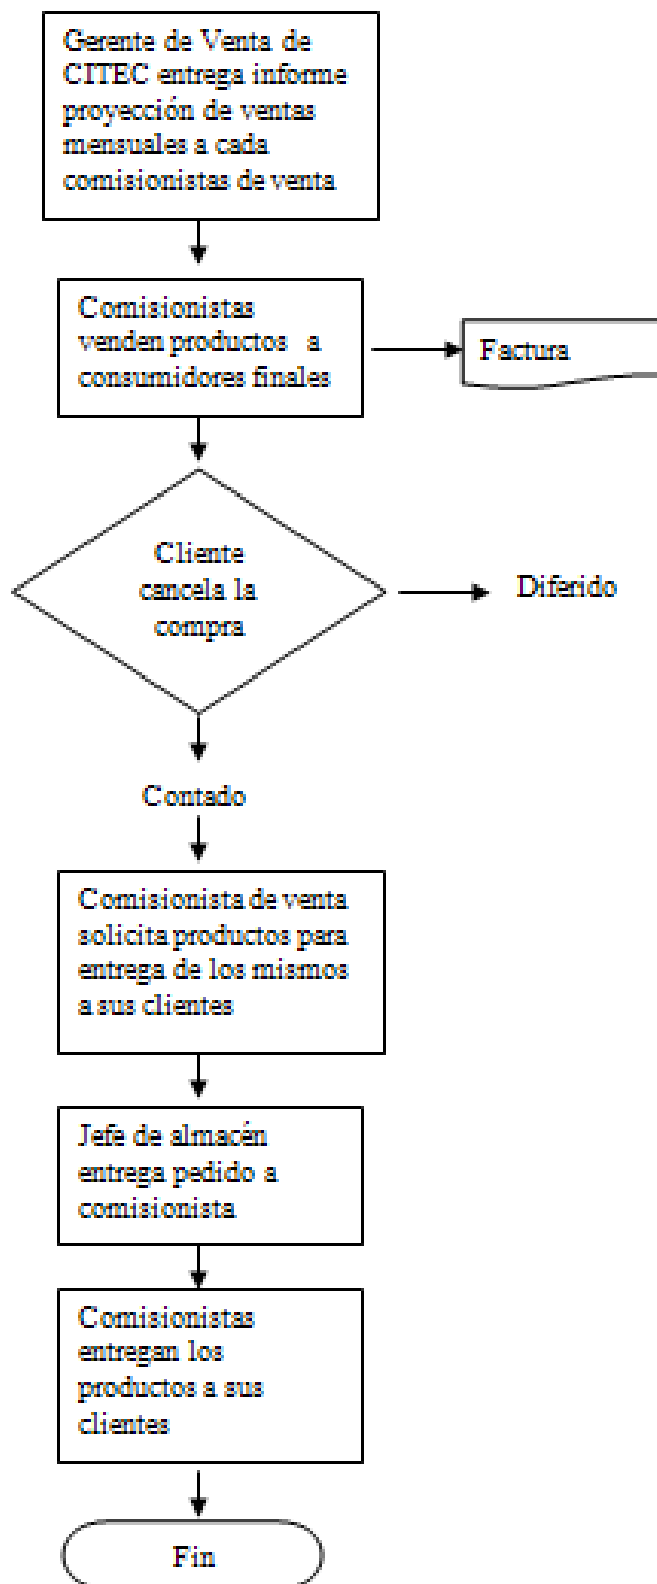 Gerente de Venta de
CITEC entrega informe
proyección de ventas
mensuales a cada
comisionistas de venta
Comisionistas
venden productos a
consumidores finales
Factura
Cliente
cancela la
compra
Diferido
Contado
Comisionista de venta
solicita productos para
entrega de los mismos
a sus clientes
Jefe de almacén
entrega pedido a
comisionista
Comisionistas
entregan los
productos a sus
clientes
Fin